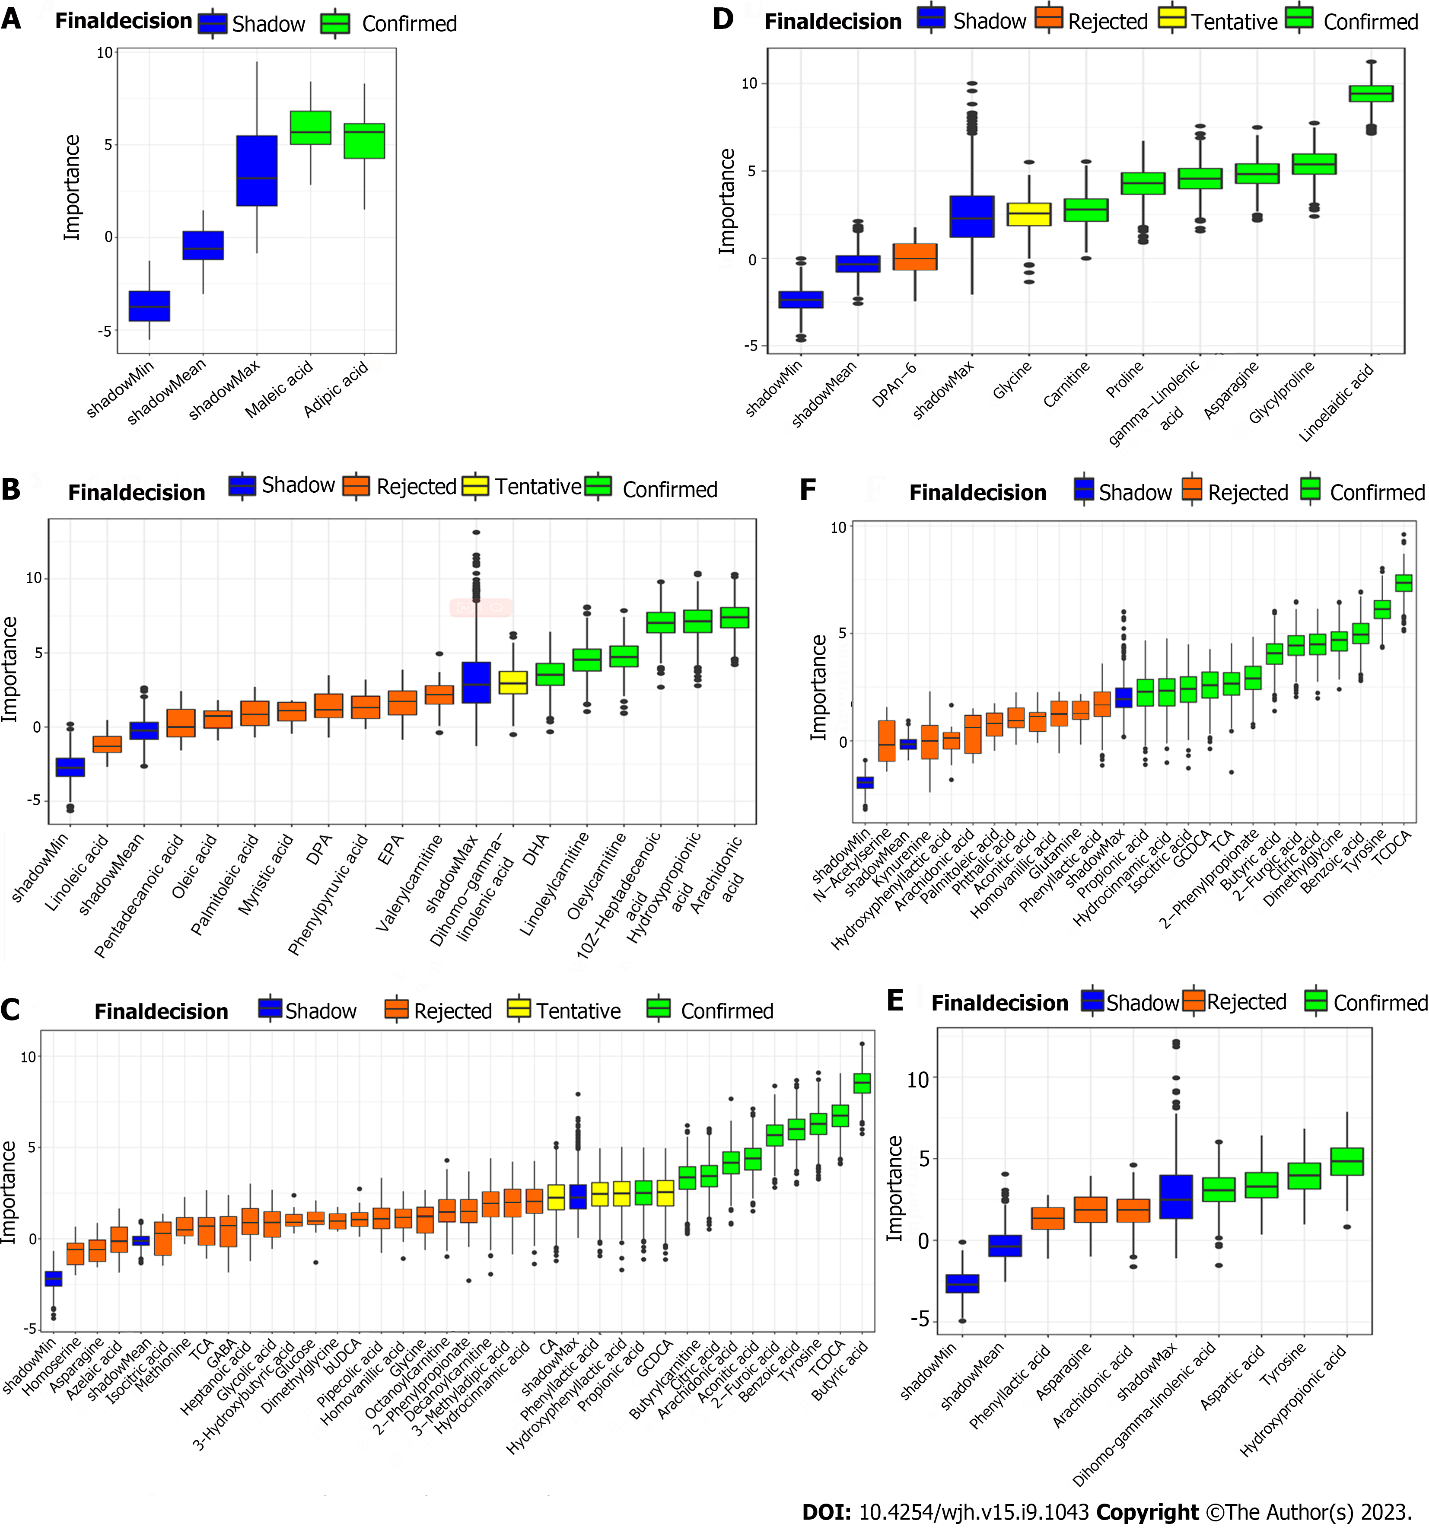 A
Finaldecision Shadow Confirmed
Importance
10
5
0
-5
shadowMin
shadowMean
shadowMax
Maleic acid
Adipic acid
D
Finaldecision Shadow Rejected Tentative Confirmed
Importance
10
5
0
-5
shadowMin
shadowMean
DPAn-6
shadowMax
Glycine
Carnitine
Proline
gamma-Linolenic
acid
Asparagine
Glycylproline
Linoelaidic acid
B
Finaldecision Shadow Rejected Tentative Confirmed
Importance
10
5
0
-5
shadowMin
Linoleic acid
shadowMean
Pentadecanoic acid
Oleic acid
Palmitoleic acid
Myristic acid
DPA
Phenylpyruvic acid
EPA
Valerylcarnitine
shadowMax
Dihomo-gamma-
linolenic acid
DHA
Linoleylcarnitine
Oleylcarnitine
10Z-Heptadecenoic
acid
Hydroxypropionic
acid
Arachidonic
acid
F
Finaldecision Shadow Rejected Confirmed
Importance
10
5
0
shadowMin
N-Acetylserine
shadowMean
Kynurenine
Hydroxyphenyllactic acid
Arachidonic acid
Palmitoleic acid
Phthalic acid
Aconitic acid
Homovanillic acid
Glutamine
Phenyllactic acid
shadowMax
Propionic acid
Hydrocinnamic acid
Isocitric acid
GCDCA
TCA
2-Phenylpropionate
Butyric acid
2-Furoic acid
Citric acid
Dimethylglycine
Benzoic acid
Tyrosine
TCDCA
C
Finaldecision Shadow Rejected Tentative Confirmed
Importance
10
5
0
-5
shadowMin
Homoserine
Asparagine
Azelaic acid
shadowMean
Isocitric acid
Methionine
TCA
GABA
Heptanoic acid
Glycolic acid
3-Hydroxybutyric acid
Glucose
Dimethylglycine
bUDCA
Pipecolic acid
Homovanillic acid
Glycine
Octanoylcarnitine
2-Phenylpropionate
Decanoylcarnitine
3-Methyladipic acid
Hydrocinnamic acid
CA
shadowMax
Phenyllactic acid
Hydroxyphenyllactic acid
Propionic acid
GCDCA
Butyrylcarnitine
Citric acid
Arachidonic acid
Aconitic acid
2-Furoic acid
Benzoic acid
Tyrosine
TCDCA
Butyric acid
E
Finaldecision Shadow Rejected Confirmed
Importance
10
5
0
-5
shadowMin
shadowMean
Phenyllactic acid
Asparagine
Arachidonic acid
shadowMax
Dihomo-gamma-linolenic acid
Aspartic acid
Tyrosine
Hydroxypropionic acid
DOI: 10.4254/wjh.v15.i9.1043 Copyright ©The Author(s) 2023.